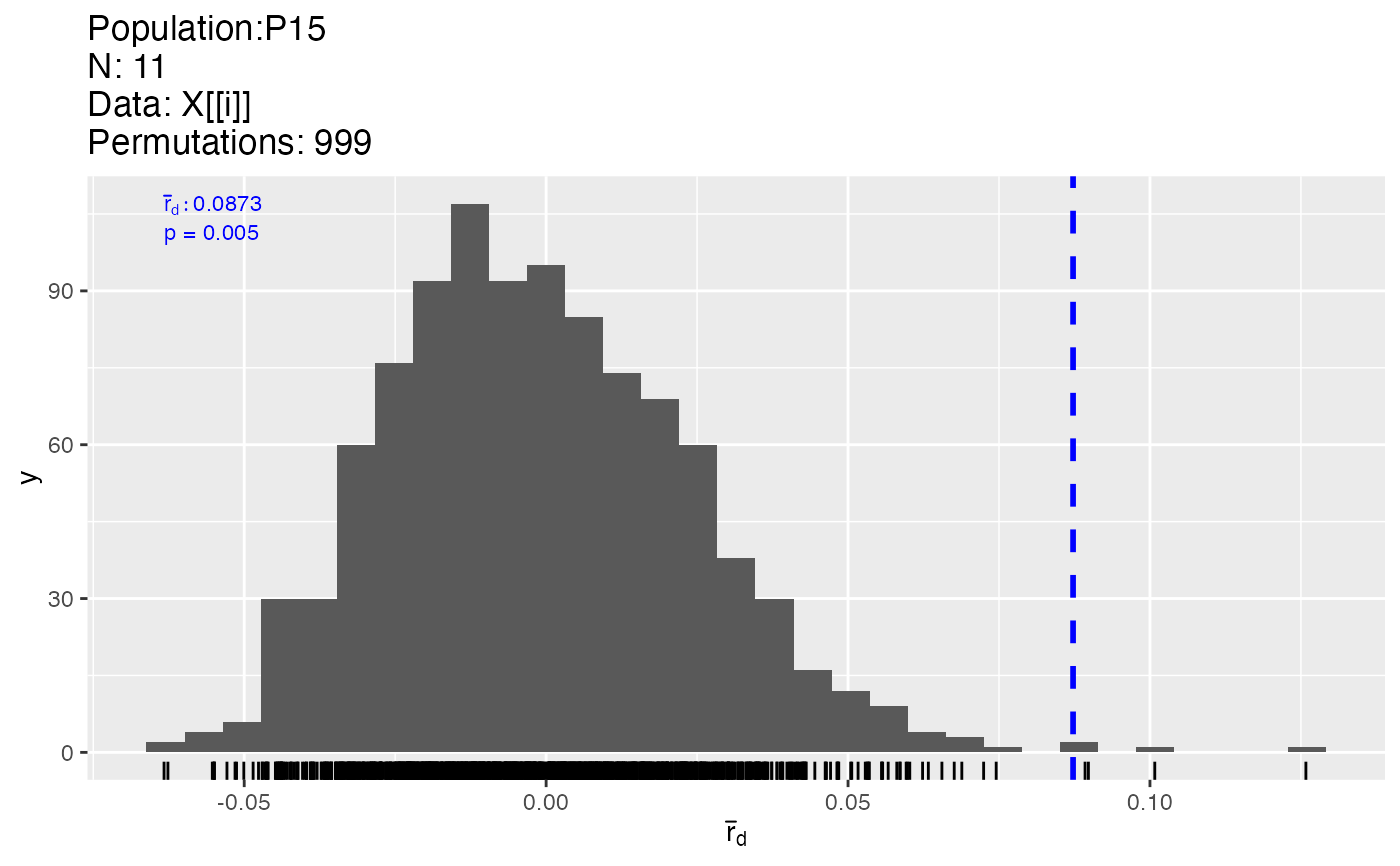 Population:P15
N: 11
Data: X[[i]]
Permutations: 999
r̄d : 0.0873
p = 0.005
90
60
30
0
y
-0.05 0.00 0.05 0.10
r̄d